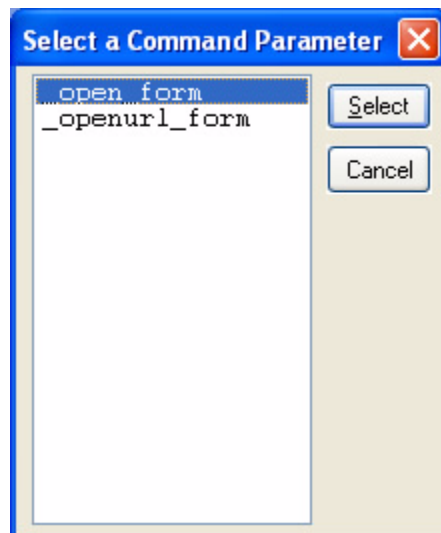 Select a Command Parameter
_open_form
_openurl_form
Select
Cancel